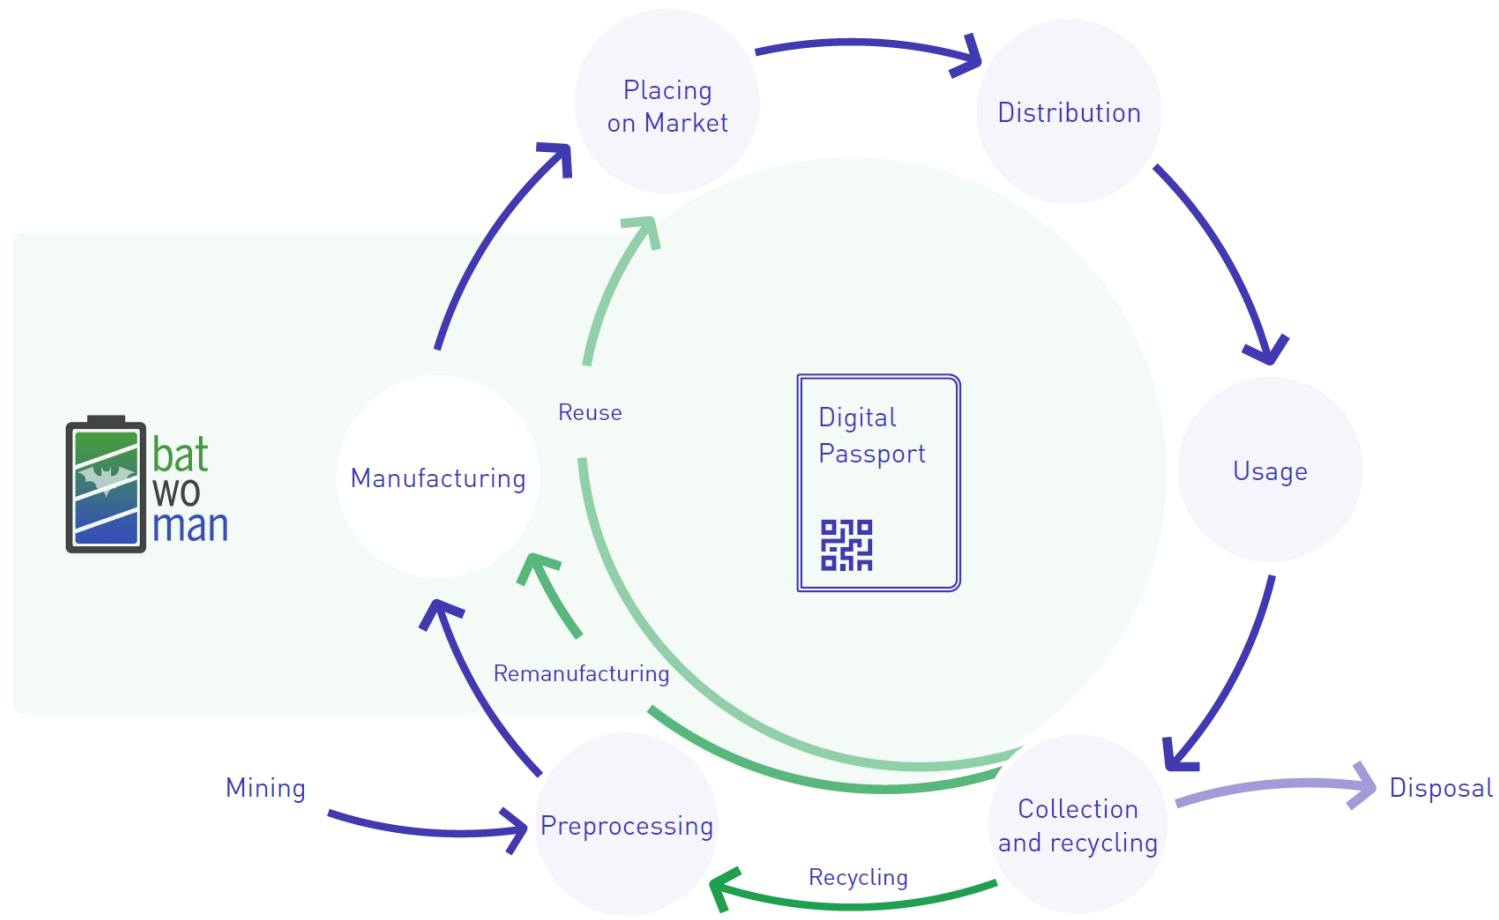 Placing
on Market
Distribution
Reuse
Digital
Passport
bat
wo
man
Manufacturing
Usage
Remanufacturing
Mining
Preprocessing
Collection
and recycling
Disposal
Recycling